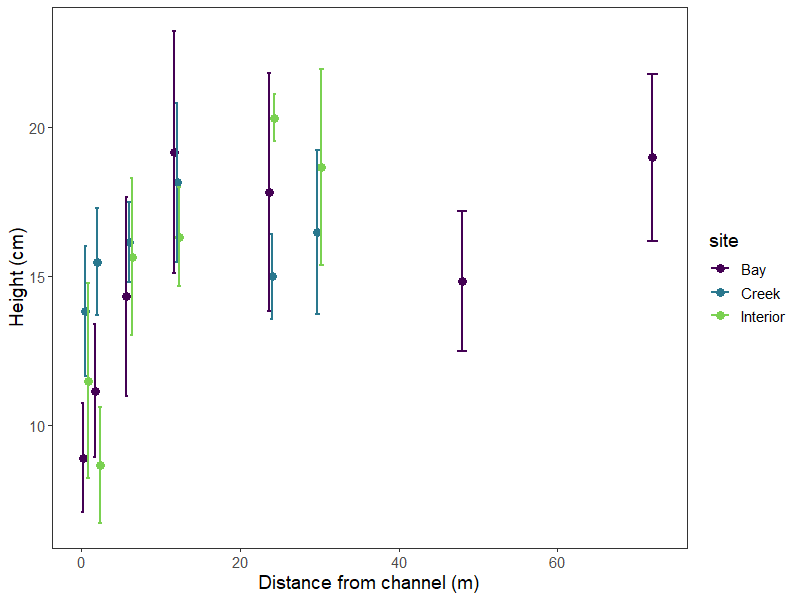 Height (cm)
20
15
10
0
20
40
60
Distance from channel (m)
site
Bay
Creek
Interior